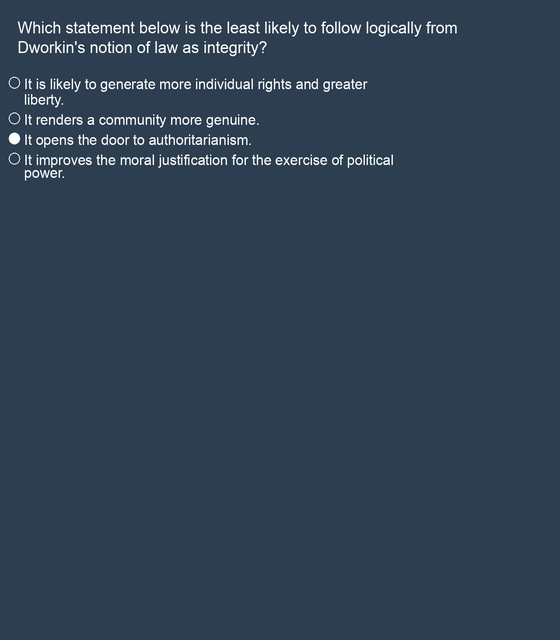 Which statement below is the least likely to follow logically from
Dworkin's notion of law as integrity?
It is likely to generate more individual rights and greater
liberty.
It renders a community more genuine.
It opens the door to authoritarianism.
It improves the moral justification for the exercise of political
power.